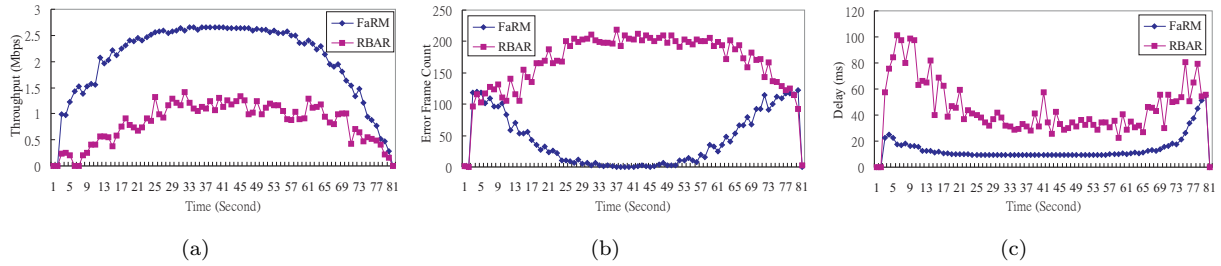 3
2.5
2
1.5
1
0.5
0
Throughput (Mbps)
FaRM
RBAR
1 5 9 13 17 21 25 29 33 37 41 45 49 53 57 61 65 69 73 77 81
Time (Second)
(a)
250
200
150
100
50
0
Error Frame Count
FaRM
RBAR
1 5 9 13 17 21 25 29 33 37 41 45 49 53 57 61 65 69 73 77 81
Time (Second)
(b)
120
100
80
60
40
20
0
Delay (ms)
FaRM
RBAR
1 5 9 13 17 21 25 29 33 37 41 45 49 53 57 61 65 69 73 77 81
Time (Second)
(c)